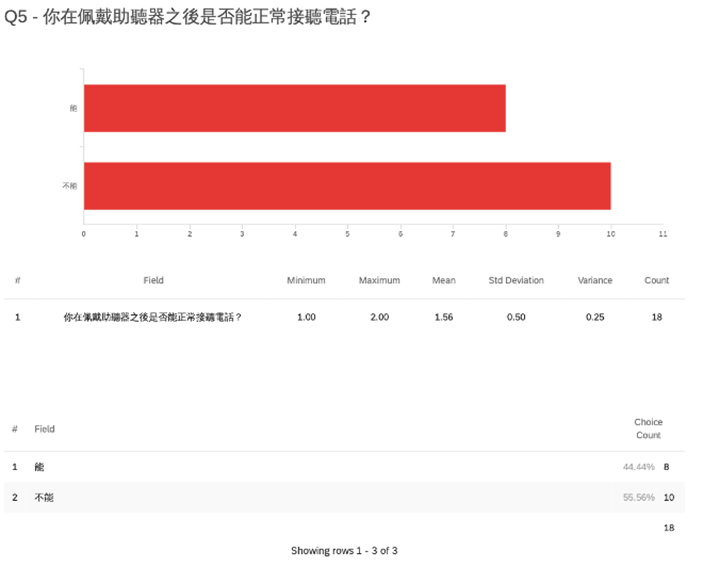 Q5 - 你在佩戴助聽器之後是否能正常接聽電話？
能
不能
0 1 2 3 4 5 6 7 8 9 10 11
# Field Minimum Maximum Mean Std Deviation Variance Count
1 你在佩戴助聽器之後是否能正常接聽電話？ 1.00 2.00 1.56 0.50 0.25 18
# Field Choice Count
1 能 44.44% 8
2 不能 55.56% 10
18
Showing rows 1 - 3 of 3